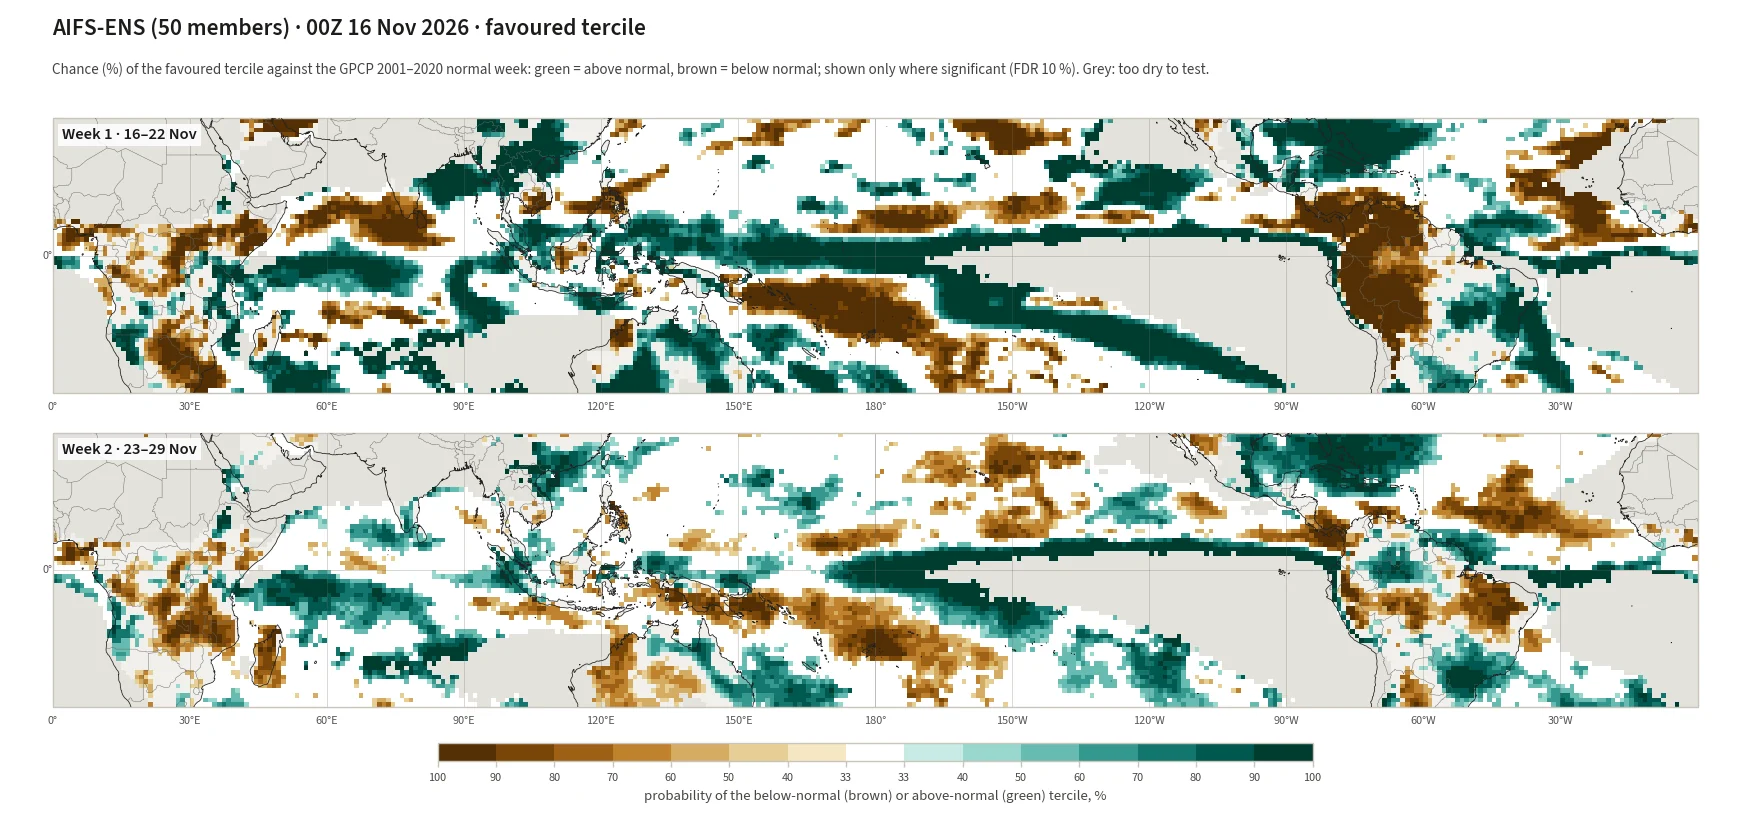 AIFS-ENS (50 members) · 00Z 16 Nov 2026 · favoured tercile
Chance (%) of the favoured tercile against the GPCP 2001–2020 normal week: green = above normal, brown = below normal; shown only where significant (FDR 10 %). Grey: too dry to test.
Week 1 · 16–22 Nov
0°
0° 30°E 60°E 90°E 120°E 150°E 180° 150°W 120°W 90°W 60°W 30°W
Week 2 · 23–29 Nov
0°
0° 30°E 60°E 90°E 120°E 150°E 180° 150°W 120°W 90°W 60°W 30°W
100 90 80 70 60 50 40 33 33 40 50 60 70 80 90 100
probability of the below-normal (brown) or above-normal (green) tercile, %